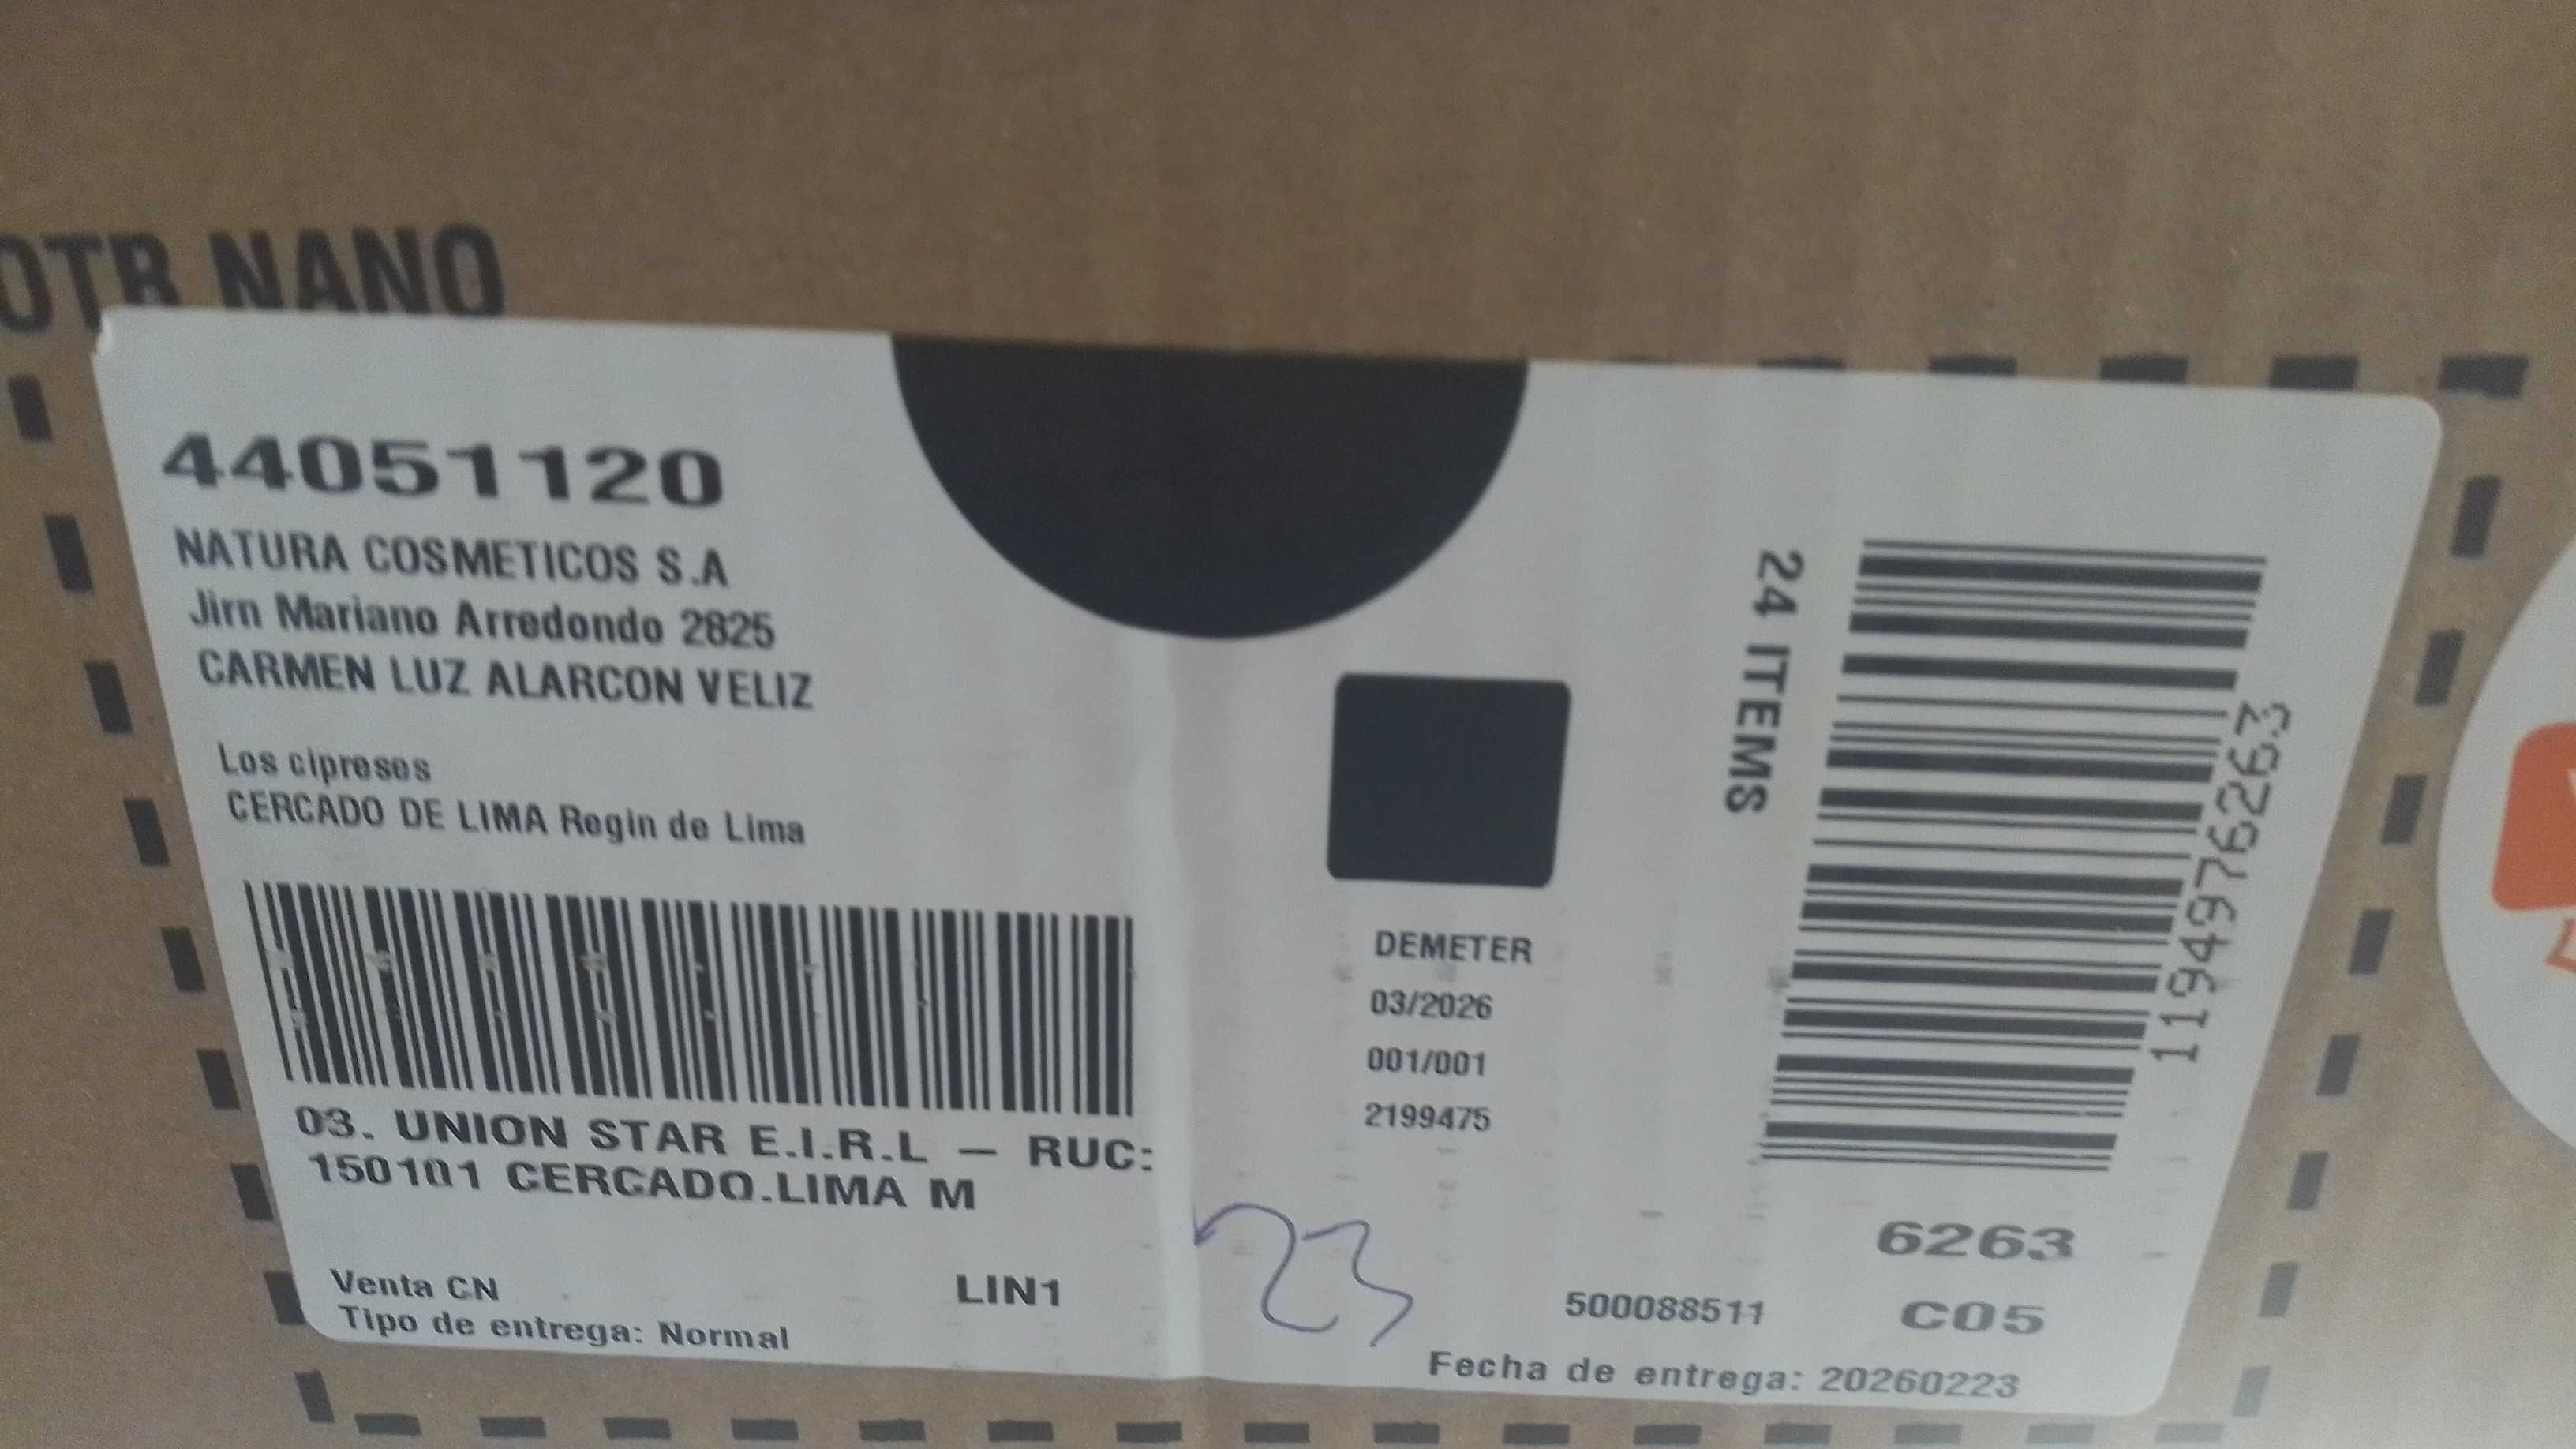 OTR NANO
44051120
NATURA COSMETICOS S.A
Jirn Mariano Arredondo 2825
CARMEN LUZ ALARCON VELIZ
Los cipreses
CERCADO DE LIMA Regin de Lima
03. UNION STAR E.I.R.L — RUC:
150101 CERCADO.LIMA M
Venta CN
LIN1
Tipo de entrega: Normal
DEMETER
03/2026
001/001
2199475
23
24 ITEMS
1194976263
6263
500088511
C05
Fecha de entrega: 20260223